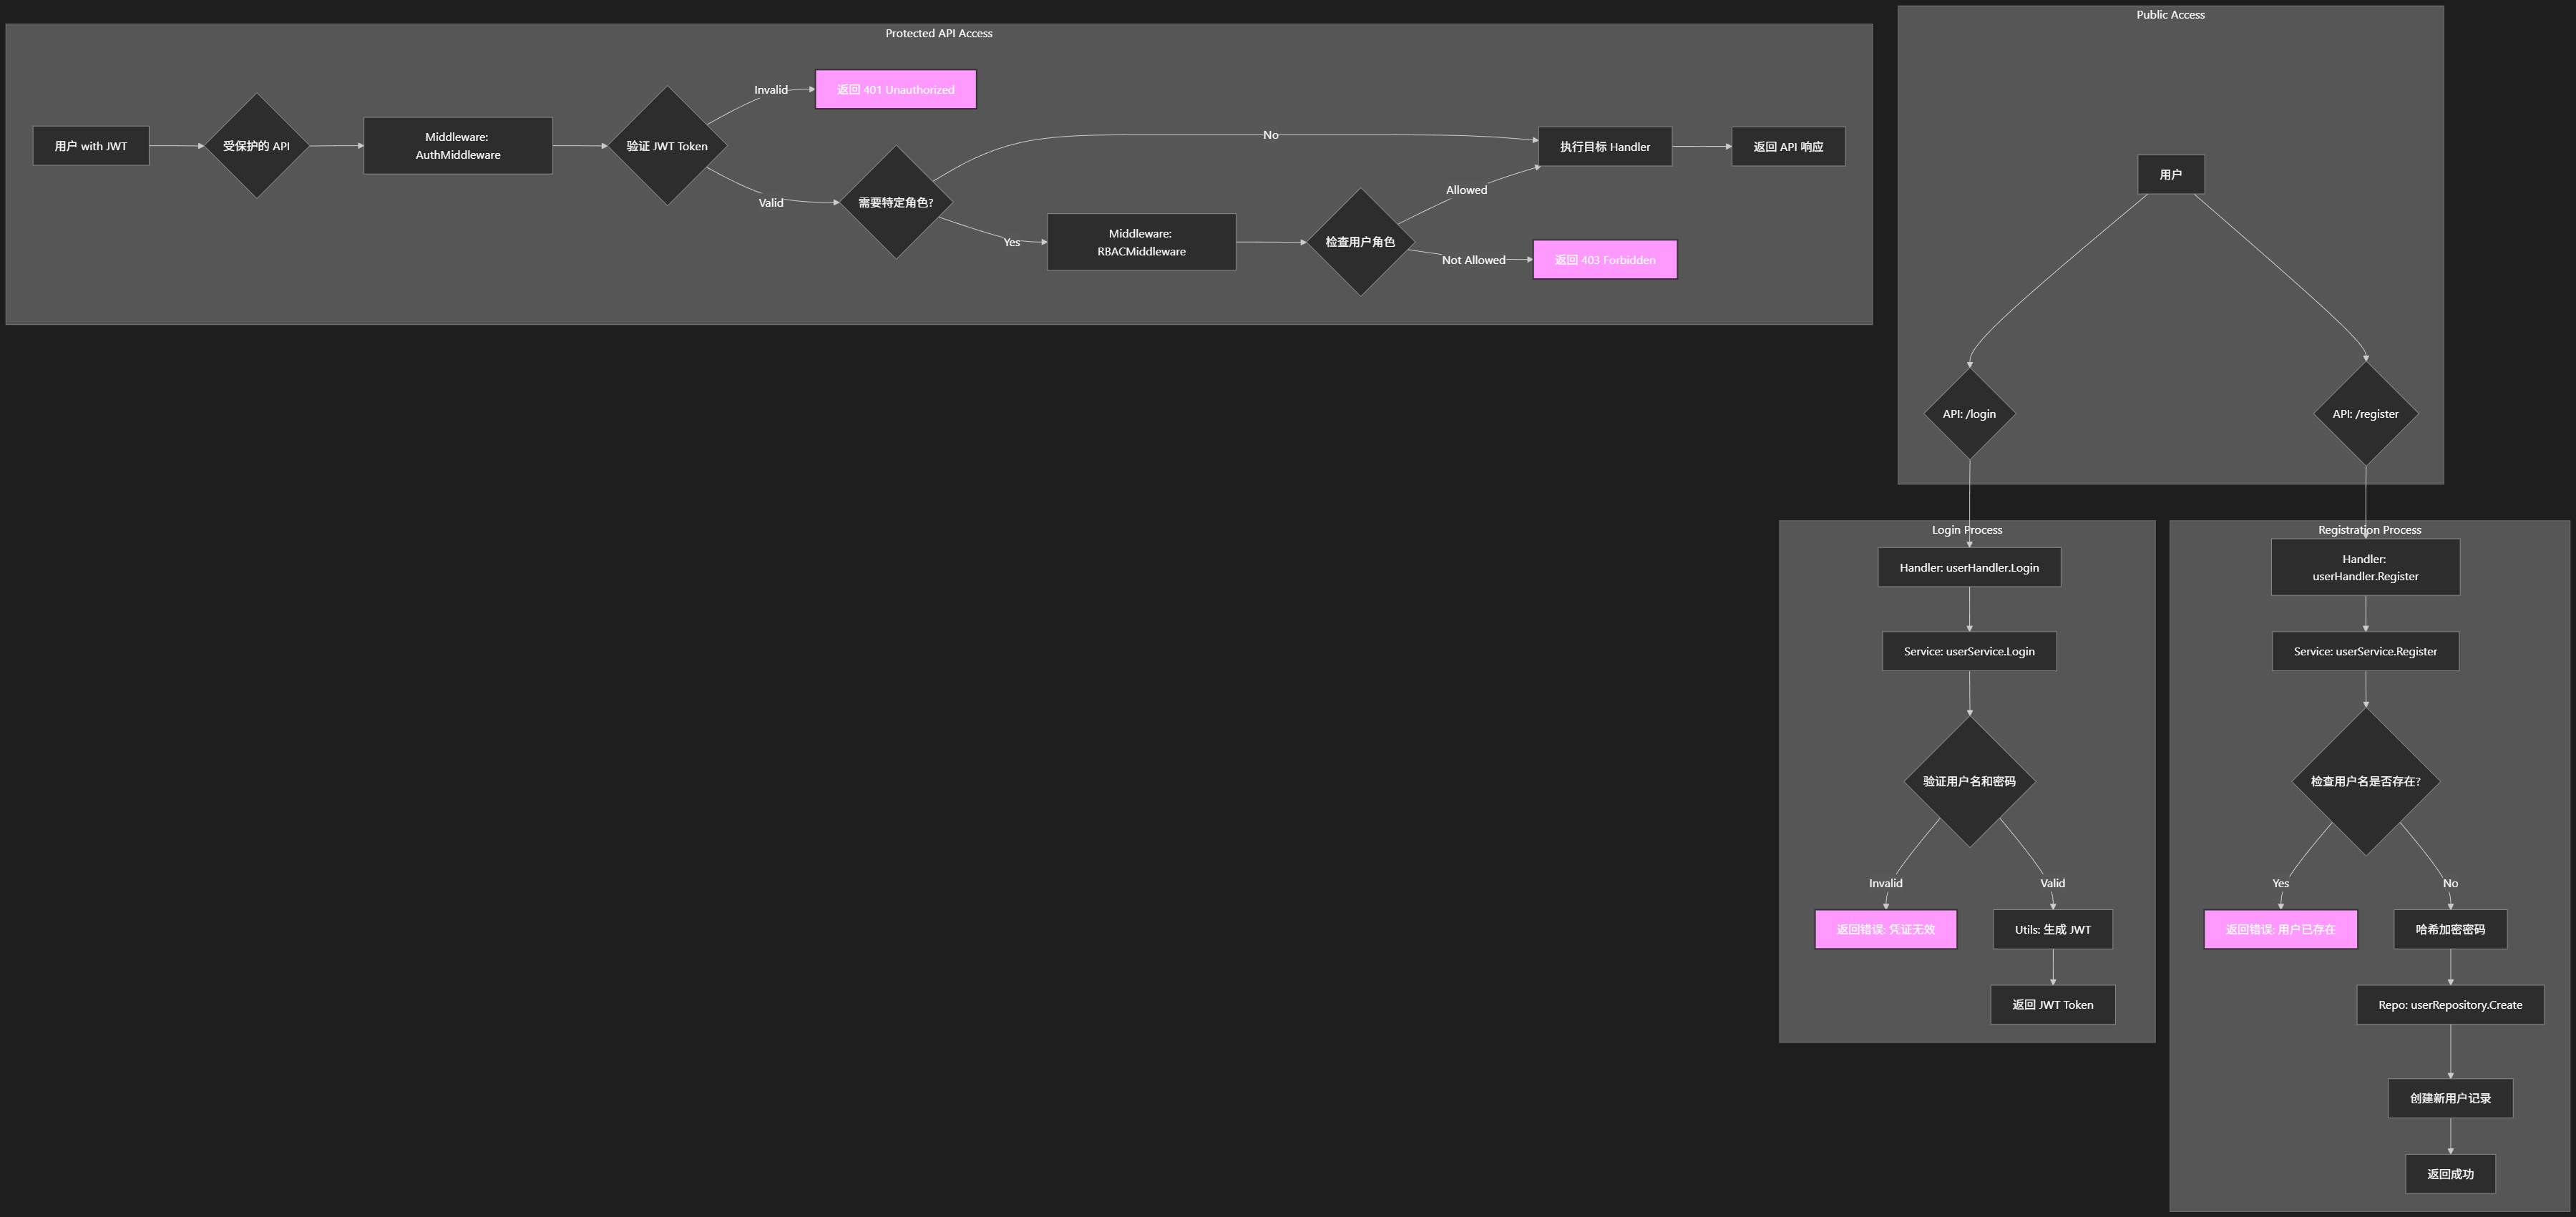 Protected API Access
用户 with JWT
受保护的 API
Middleware:
AuthMiddleware
验证 JWT Token
Invalid
返回 401 Unauthorized
Valid
需要特定角色?
No
Yes
Middleware:
RBACMiddleware
检查用户角色
Allowed
Not Allowed
返回 403 Forbidden
执行目标 Handler
返回 API 响应
Public Access
用户
API: /login
API: /register
Login Process
Handler: userHandler.Login
Service: userService.Login
验证用户名和密码
Invalid
Valid
返回错误: 凭证无效
Utils: 生成 JWT
返回 JWT Token
Registration Process
Handler:
userHandler.Register
Service: userService.Register
检查用户名是否存在?
Yes
No
返回错误: 用户已存在
哈希加密密码
Repo: userRepository.Create
创建新用户记录
返回成功